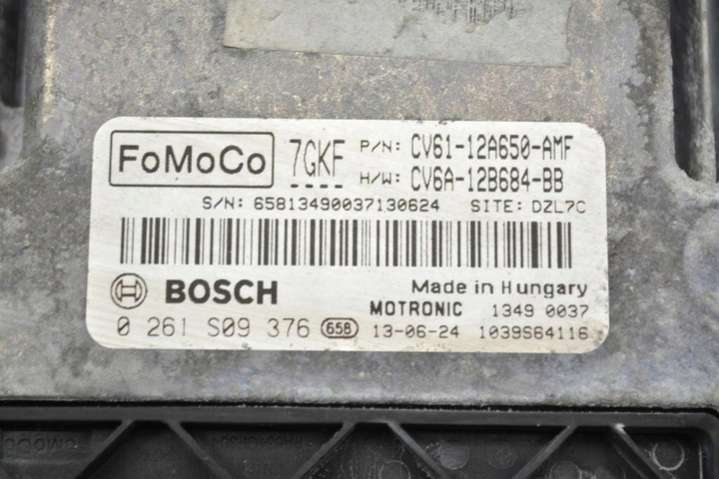 FoMoCo
7GKF
P/N: CV61-12A650-AMF
H/W: CV6A-12B684-BB
S/N: 65813490037130624 SITE: DZL7C
BOSCH
Made in Hungary
MOTRONIC 1349 0037
0 261 S09 376 658 13-06-24 1039S64116